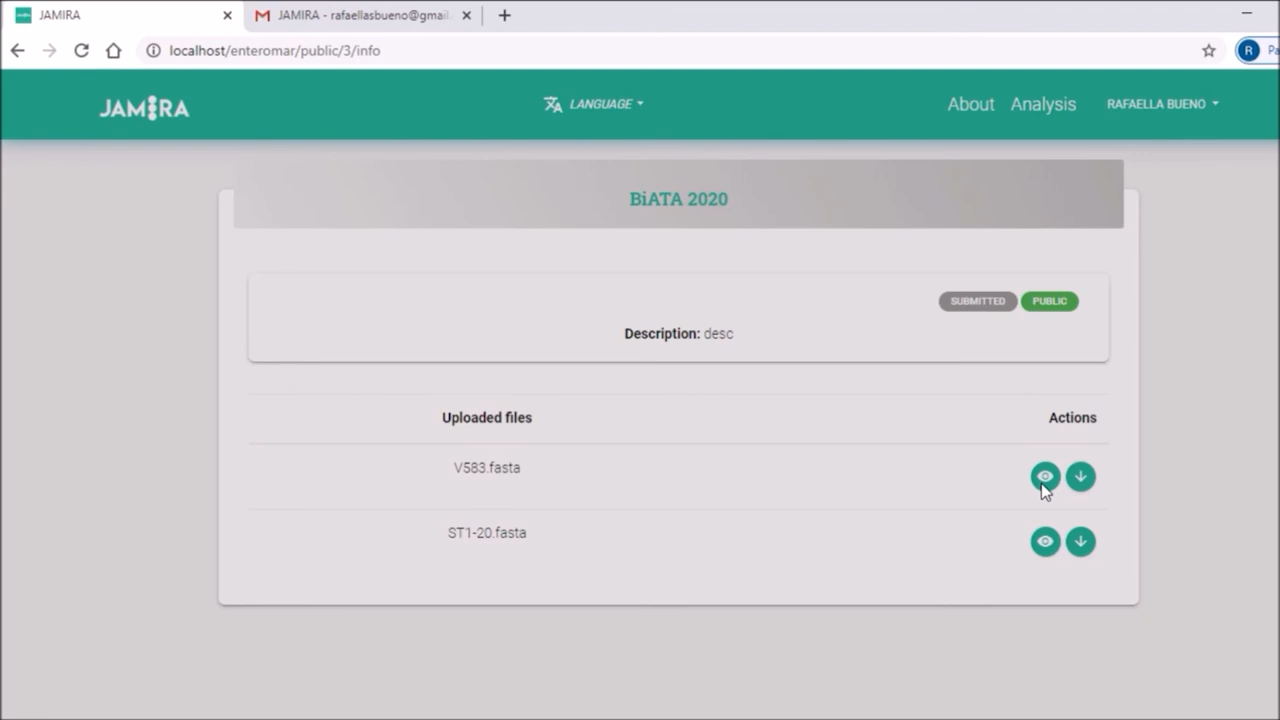 JAMIRA
JAMIRA - rafaellasbueno@gmail.
localhost/enteromar/public/3/info
R
JAMIRA
LANGUAGE
About
Analysis
RAFAELLA BUENO
BiATA 2020
SUBMITTED
PUBLIC
Description: desc
Uploaded files
Actions
V583.fasta
ST1-20.fasta